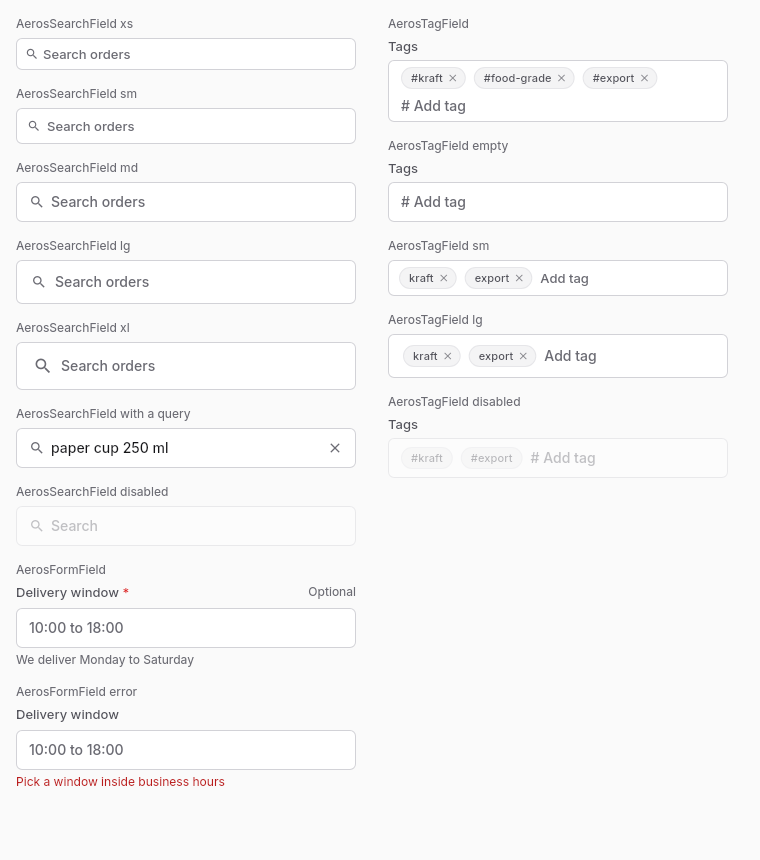 AerosSearchField xs
Search orders
AerosSearchField sm
Search orders
AerosSearchField md
Search orders
AerosSearchField lg
Search orders
AerosSearchField xl
Search orders
AerosSearchField with a query
paper cup 250 ml
AerosSearchField disabled
Search
AerosFormField
Delivery window * Optional
10:00 to 18:00
We deliver Monday to Saturday
AerosFormField error
Delivery window
10:00 to 18:00
Pick a window inside business hours
AerosTagField
Tags
#kraft #food-grade #export
# Add tag
AerosTagField empty
Tags
# Add tag
AerosTagField sm
kraft export Add tag
AerosTagField lg
kraft export Add tag
AerosTagField disabled
Tags
#kraft #export # Add tag